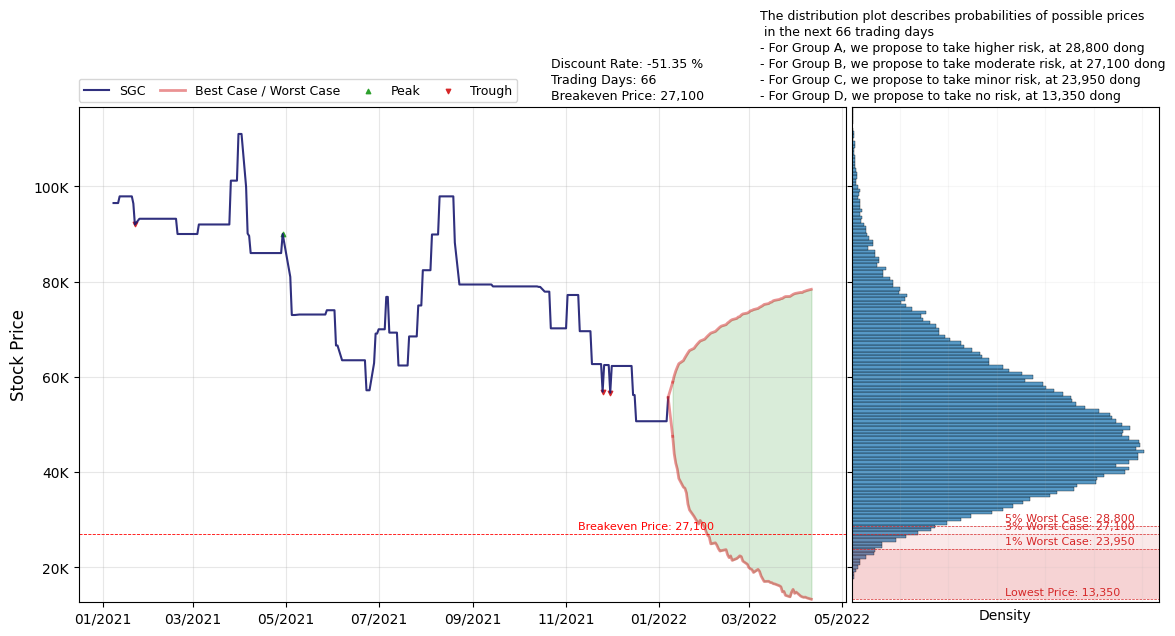 The distribution plot describes probabilities of possible prices
in the next 66 trading days
- For Group A, we propose to take higher risk, at 28,800 dong
- For Group B, we propose to take moderate risk, at 27,100 dong
- For Group C, we propose to take minor risk, at 23,950 dong
- For Group D, we propose to take no risk, at 13,350 dong
Discount Rate: -51.35 %
Trading Days: 66
Breakeven Price: 27,100
SGC
Best Case / Worst Case
Peak
Trough
Stock Price
100K
80K
60K
40K
20K
Breakeven Price: 27,100
01/2021
03/2021
05/2021
07/2021
09/2021
11/2021
01/2022
03/2022
05/2022
5% Worst Case: 28,800
3% Worst Case: 27,100
1% Worst Case: 23,950
Lowest Price: 13,350
Density